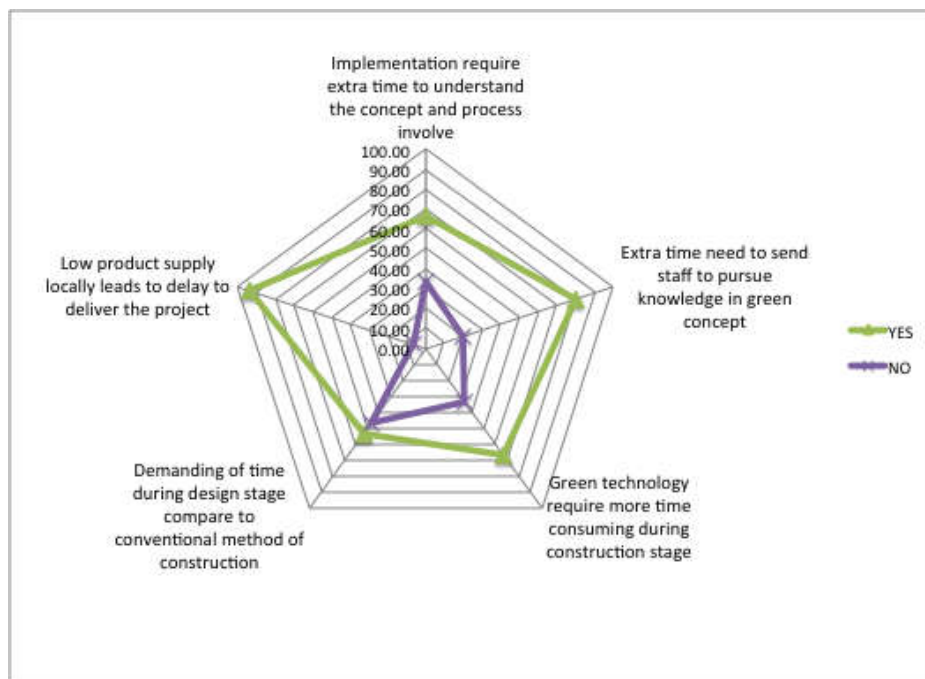 Implementation require
extra time to understand
the concept and process
involve
100.00
90.00
80.00
70.00
60.00
50.00
40.00
30.00
20.00
10.00
0.00
Extra time need to send
staff to pursue
knowledge in green
concept
Green technology
require more time
consuming during
construction stage
Demanding of time
during design stage
compare to
conventional method of
construction
Low product supply
locally leads to delay to
deliver the project
YES
NO